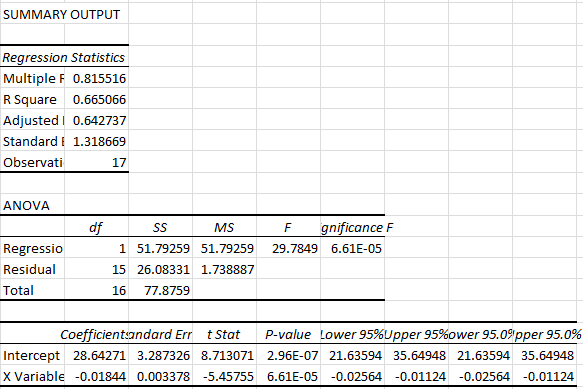 SUMMARY OUTPUT
Regression Statistics
Multiple F 0.815516
R Square 0.665066
Adjusted 0.642737
Standard E 1.318669
Observati 17
ANOVA
df SS MS F gnificance F
Regressio 1 51.79259 51.79259 29.7849 6.61E-05
Residual 15 26.08331 1.738887
Total 16 77.8759
Coefficients andard Err t Stat P-value Lower 95% Upper 95% ower 95.0% pper 95.0%
Intercept 28.64271 3.287326 8.713071 2.96E-07 21.63594 35.64948 21.63594 35.64948
X Variable -0.01844 0.003378 -5.45755 6.61E-05 -0.02564 -0.01124 -0.02564 -0.01124